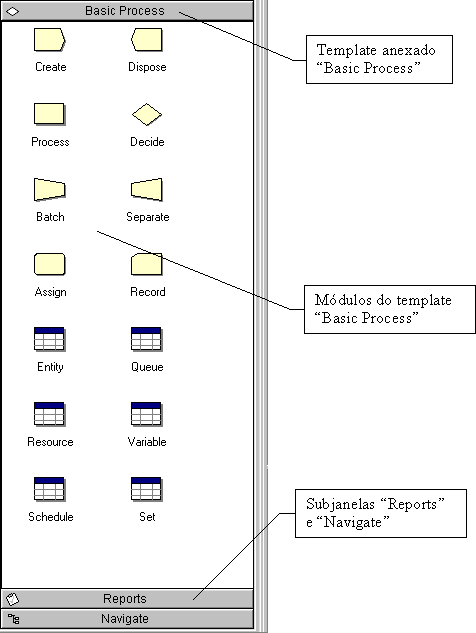 Basic Process
Template anexado
“Basic Process”
Create
Dispose
Process
Decide
Batch
Separate
Assign
Record
Módulos do template
“Basic Process”
Entity
Queue
Resource
Variable
Schedule
Set
Subjanelas “Reports”
e “Navigate”
Reports
Navigate